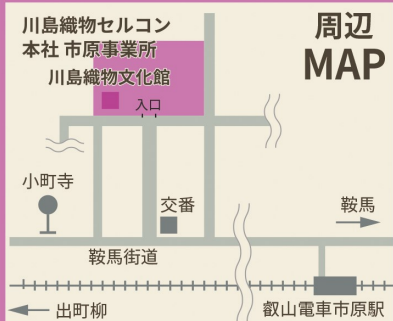 川島織物セルコン
本社 市原事業所
川島織物文化館
入口
周辺
MAP
小町寺
交番
鞍馬
鞍馬街道
出町柳
叡山電車市原駅